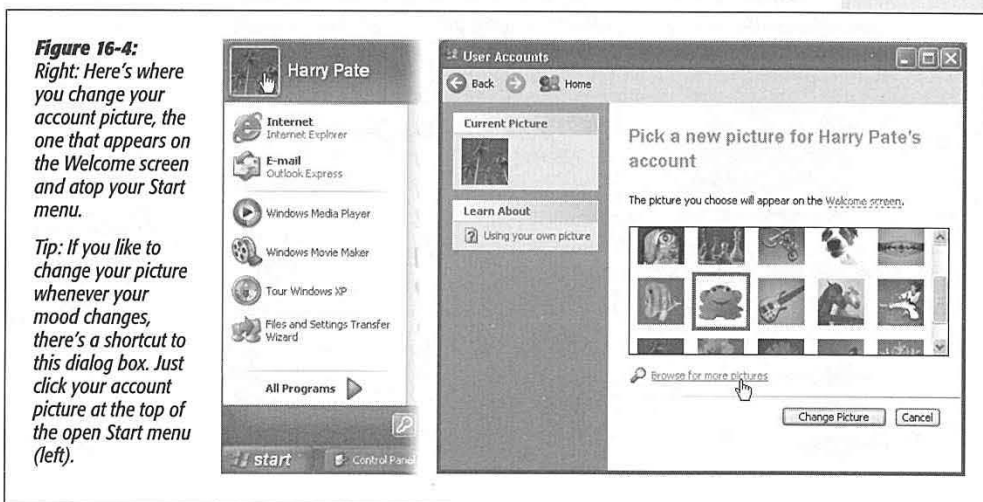 Figure 16-4:
Right: Here's where
you change your
account picture, the
one that appears on
the Welcome screen
and atop your Start
menu.
Tip: If you like to
change your picture
whenever your
mood changes,
there's a shortcut to
this dialog box. Just
click your account
picture at the top of
the open Start menu
(left).
Harry Pate
Internet
Internet Explorer
E-mail
Outlook Express
Windows Media Player
Windows Movie Maker
Tour Windows XP
Files and Settings Transfer
Wizard
All Programs
start
Control Panel
User Accounts
Back
Home
Current Picture
Learn About
Using your own picture
Pick a new picture for Harry Pate's
account
The picture you choose will appear on the Welcome screen.
Browse for more pictures
Change Picture
Cancel